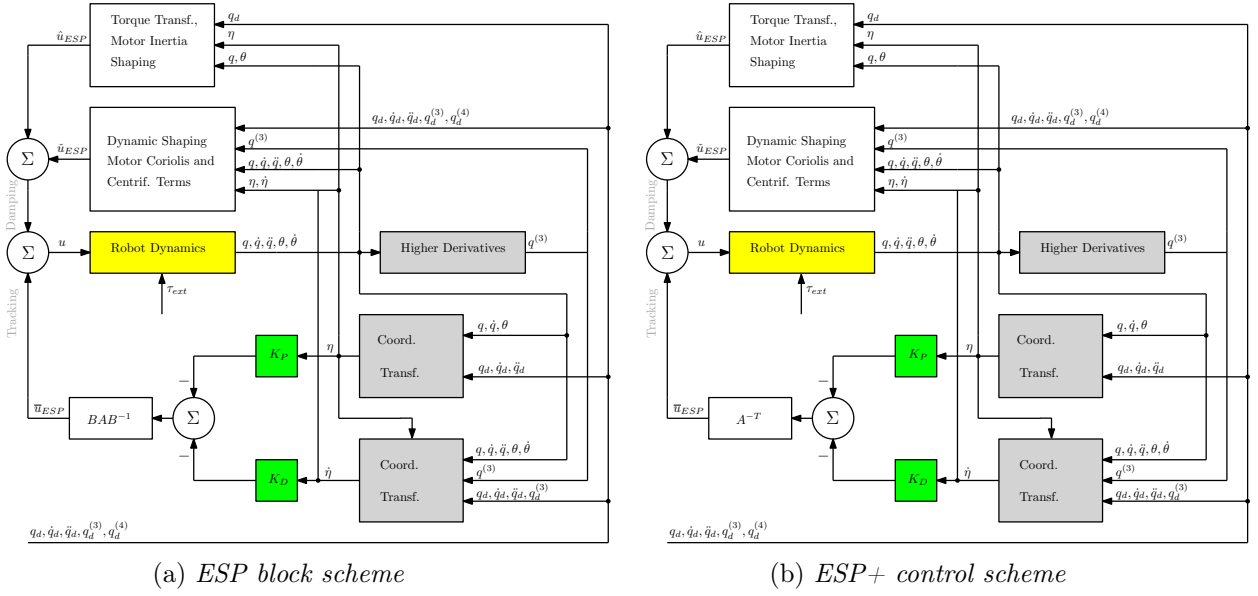 Torque Transf.,
Motor Inertia
Shaping
û_ESP
q_d
η
q, θ
Dynamic Shaping
Motor Coriolis and
Centrif. Terms
q_d, q̇_d, q̈_d, q_d^(3), q_d^(4)
q^(3)
q, q̇, q̈, θ, θ̇
η, η̇
Σ
Damping
Σ
u
Robot Dynamics
q, q̇, q̈, θ, θ̇
Higher Derivatives
q^(3)
τ_ext
Tracking
K_P
η
Coord.
Transf.
q, q̇, θ
q_d, q̇_d, q̈_d
−
u̅_ESP
BAB⁻¹
Σ
−
K_D
η̇
Coord.
Transf.
q, q̇, q̈, θ, θ̇
q^(3)
q_d, q̇_d, q̈_d, q_d^(3)
q_d, q̇_d, q̈_d, q_d^(3), q_d^(4)
(a) ESP block scheme
Torque Transf.,
Motor Inertia
Shaping
û_ESP
q_d
η
q, θ
Dynamic Shaping
Motor Coriolis and
Centrif. Terms
q_d, q̇_d, q̈_d, q_d^(3), q_d^(4)
q^(3)
q, q̇, q̈, θ, θ̇
η, η̇
Σ
Damping
Σ
u
Robot Dynamics
q, q̇, q̈, θ, θ̇
Higher Derivatives
q^(3)
τ_ext
Tracking
K_P
η
Coord.
Transf.
q, q̇, θ
q_d, q̇_d, q̈_d
−
u̅_ESP
A^−T
Σ
−
K_D
η̇
Coord.
Transf.
q, q̇, q̈, θ, θ̇
q^(3)
q_d, q̇_d, q̈_d, q_d^(3)
q_d, q̇_d, q̈_d, q_d^(3), q_d^(4)
(b) ESP+ control scheme